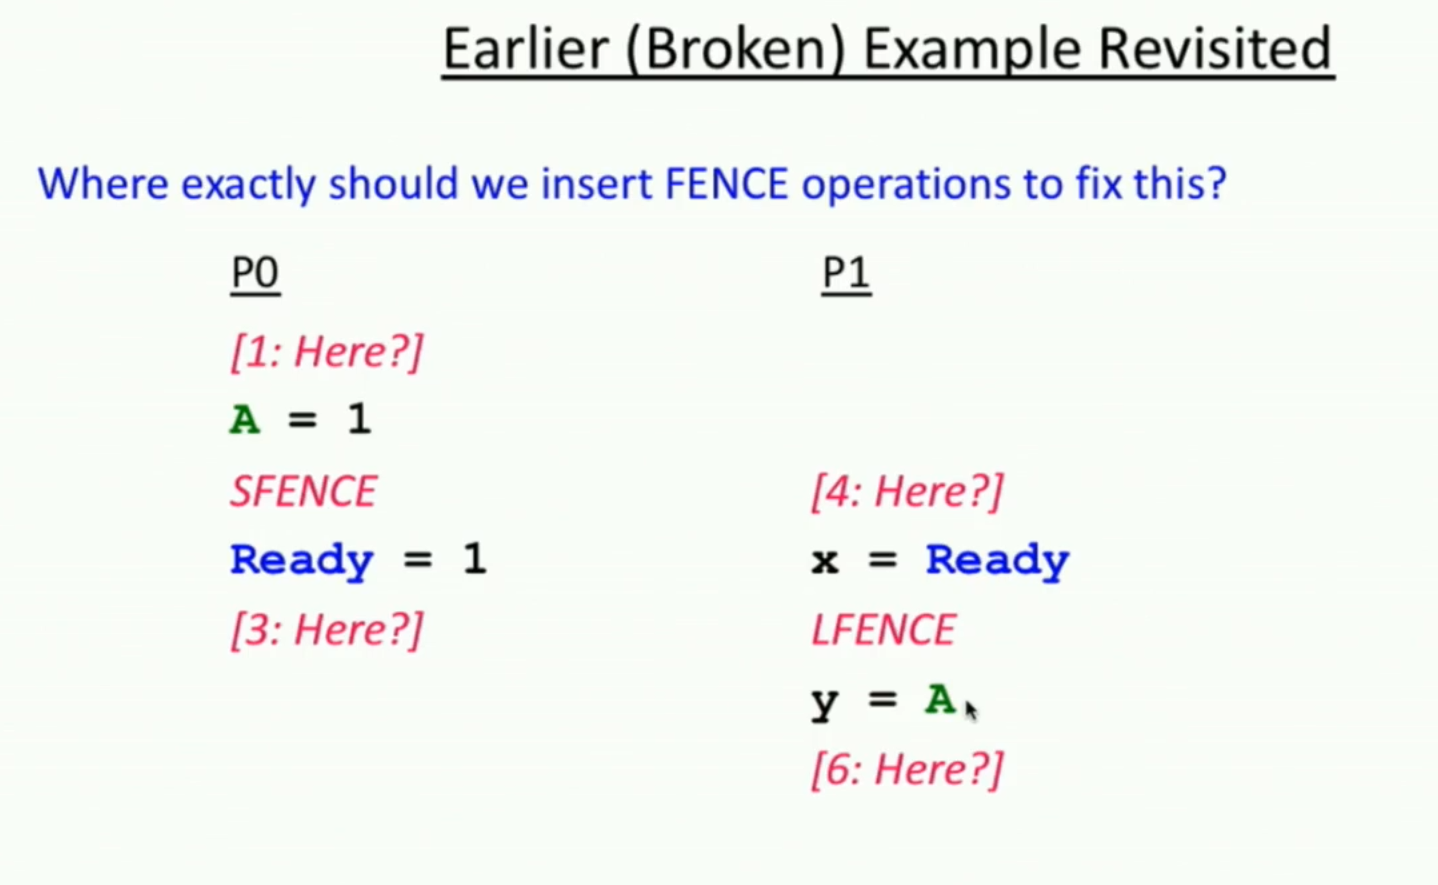 Earlier (Broken) Example Revisited
Where exactly should we insert FENCE operations to fix this?
P0
[1: Here?]
A = 1
SFENCE
Ready = 1
[3: Here?]
P1
[4: Here?]
x = Ready
LFENCE
y = A
[6: Here?]